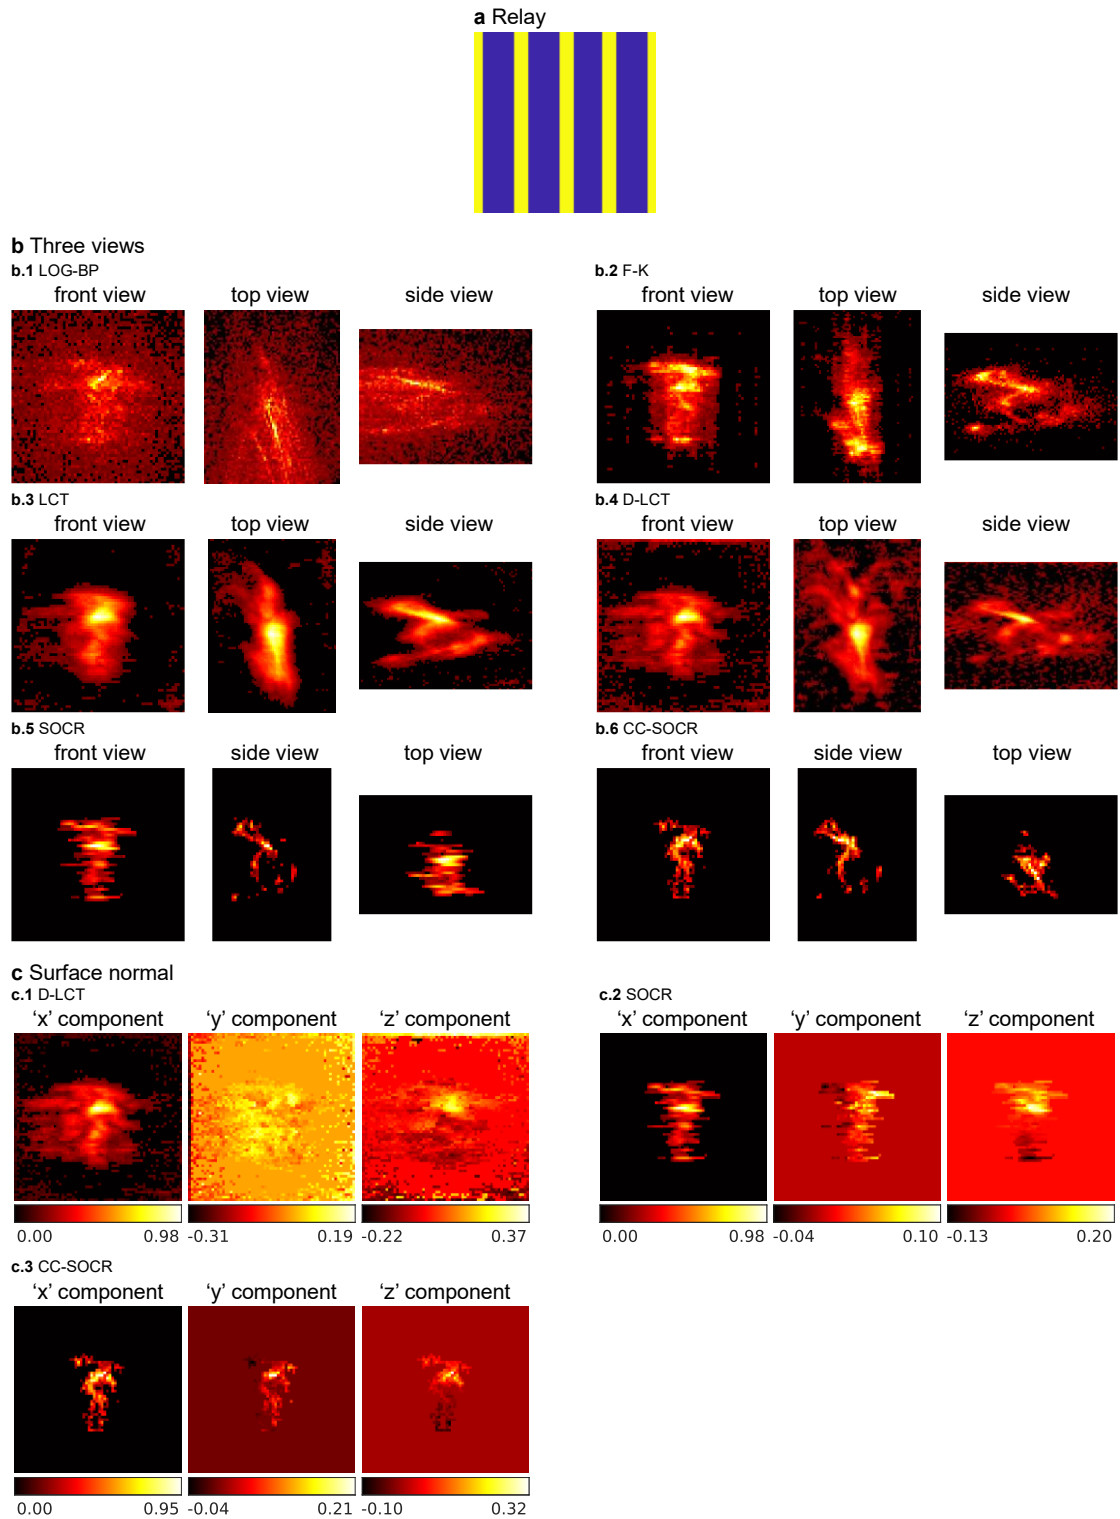 a Relay
b Three views
b.1 LOG-BP
front view top view side view
b.2 F-K
front view top view side view
b.3 LCT
front view top view side view
b.4 D-LCT
front view top view side view
b.5 SOCR
front view side view top view
b.6 CC-SOCR
front view side view top view
c Surface normal
c.1 D-LCT
‘x’ component ‘y’ component ‘z’ component
0.00 0.98 -0.31 0.19 -0.22 0.37
c.2 SOCR
‘x’ component ‘y’ component ‘z’ component
0.00 0.98 -0.04 0.10 -0.13 0.20
c.3 CC-SOCR
‘x’ component ‘y’ component ‘z’ component
0.00 0.95 -0.04 0.21 -0.10 0.32